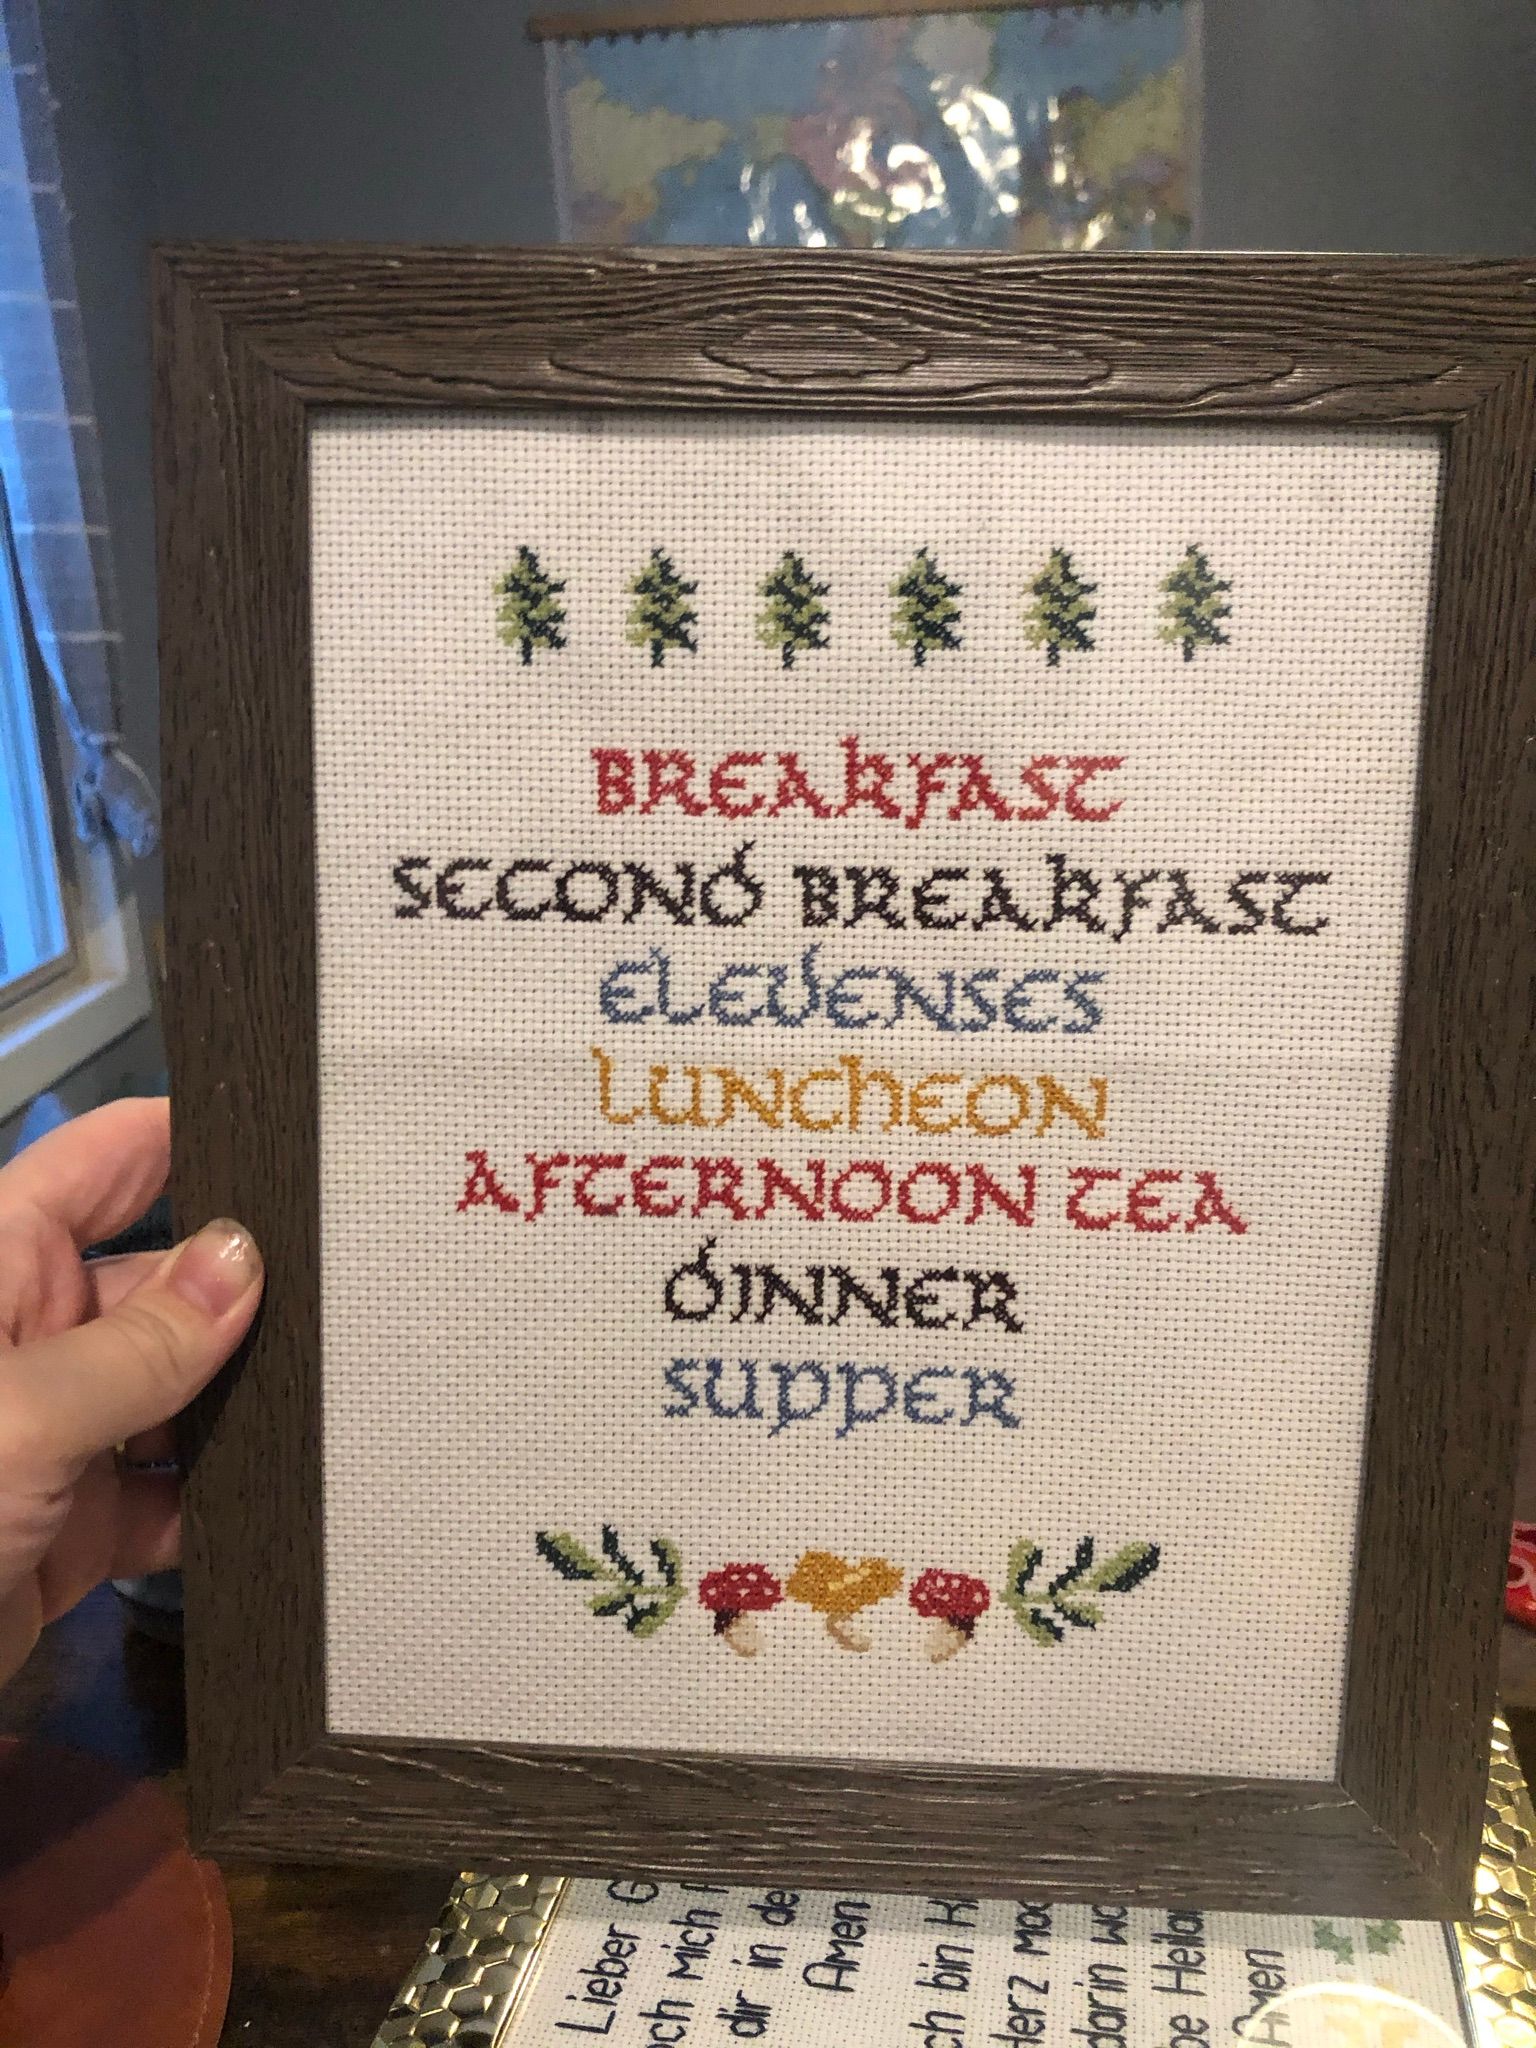 BREAKFAST
SECOND BREAKFAST
ELEVENSES
LUNCHEON
AFTERNOON TEA
DINNER
SUPPER
Lieber
och mich
dir in de
Amen
ch bin
Herz
darin
Amen